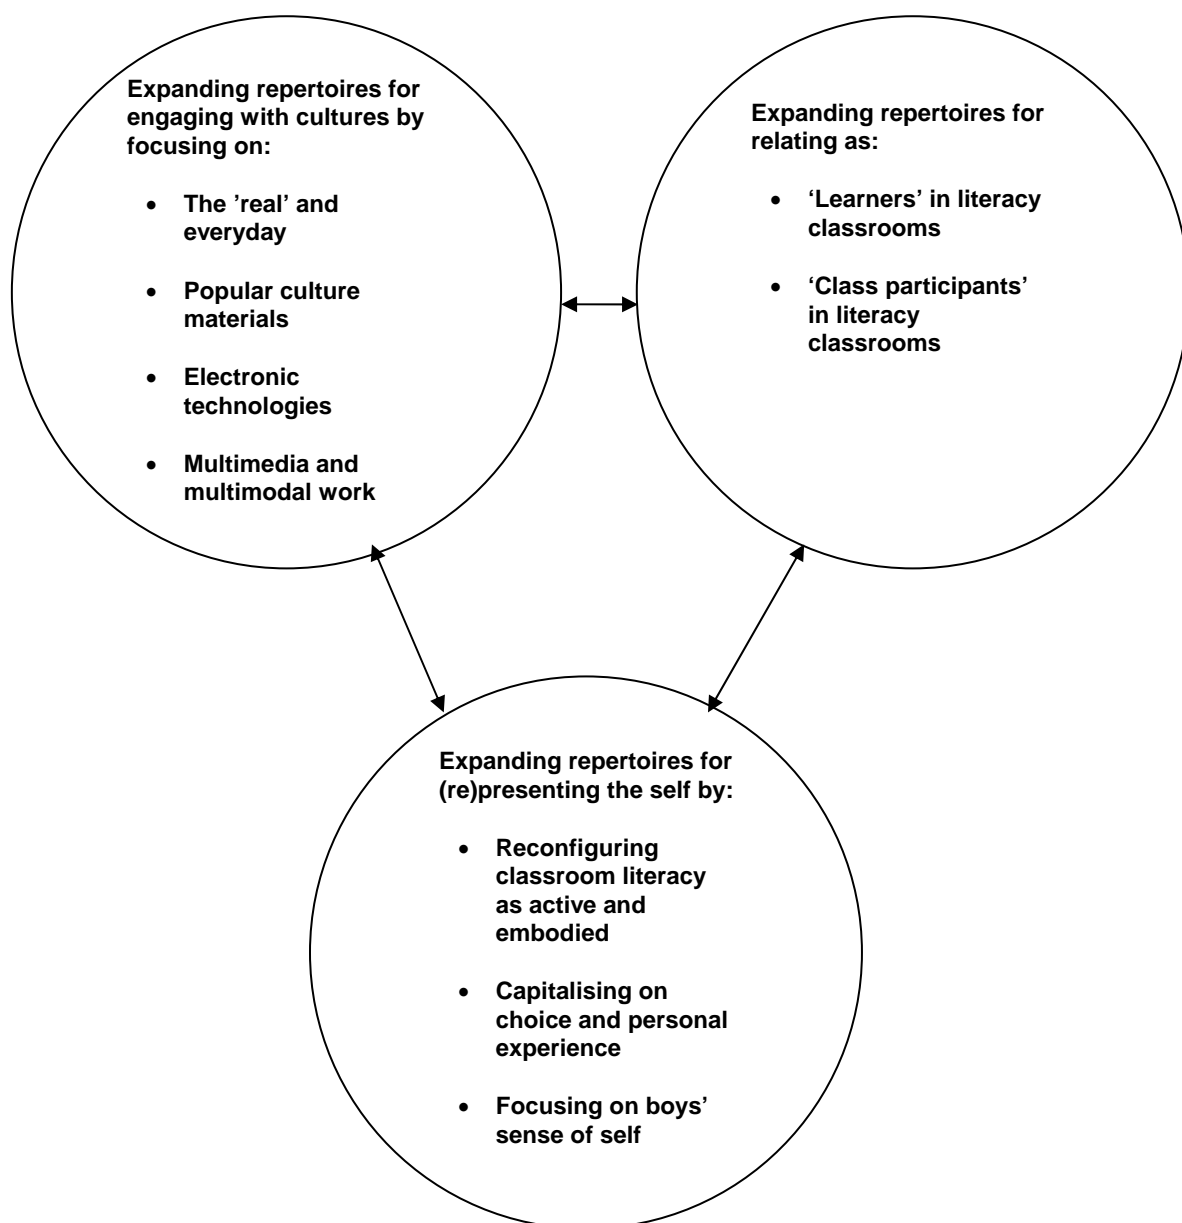 Expanding repertoires for
engaging with cultures by
focusing on:
• The ’real’ and
everyday
• Popular culture
materials
• Electronic
technologies
• Multimedia and
multimodal work
Expanding repertoires for
relating as:
• ‘Learners’ in literacy
classrooms
• ‘Class participants’
in literacy
classrooms
Expanding repertoires for
(re)presenting the self by:
• Reconfiguring
classroom literacy
as active and
embodied
• Capitalising on
choice and personal
experience
• Focusing on boys’
sense of self